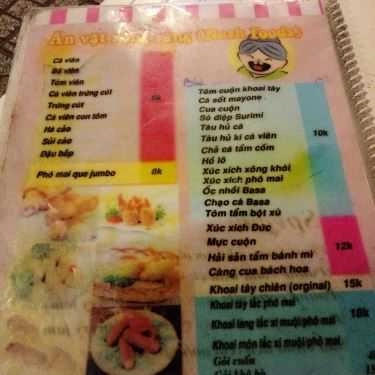 Ăn vặt
Cá viên
Bò viên
Tôm viên
Cá viên trứng cút
Trứng cút
Cá viên con tôm
Há cảo
Sủi cảo
Đậu hấp
Phô mai que jumbo 8k
Tôm cuộn khoai tây
Cá sốt mayone
Cua cuộn
Sò điệp Surimi
Tàu hủ cá
Tàu hủ ki cá viên
Chả cá tẩm cốm
Hồ lô
Xúc xích xông khói
Xúc xích phô mai
Ốc nhồi Basa
Chạo cá Basa
Tôm tẩm bột xù
10k
Xúc xích Đức
Mực cuộn
Hải sản tẩm bánh mì
Càng cua bách hoa
12k
Khoai tây chiên (orginal) 15k
Khoai tây lắc phô mai
Khoai lang lắc xí muội/phô mai
Khoai môn lắc xí muội/phô mai
18k
Gỏi cuốn